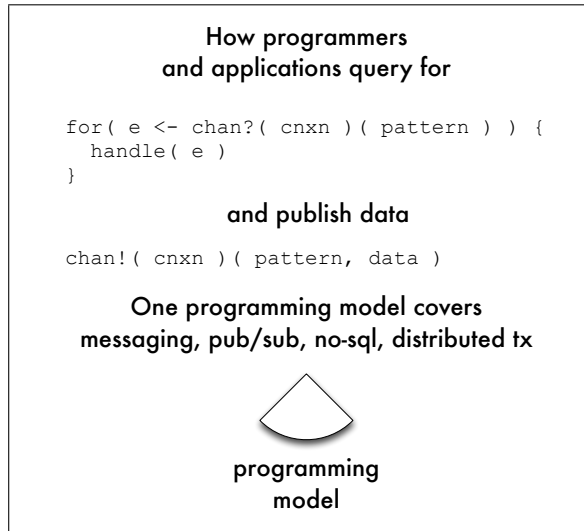 How programmers
and applications query for
for( e <- chan?( cnxn )( pattern ) ) {
  handle( e )
}
and publish data
chan!( cnxn )( pattern, data )
One programming model covers
messaging, pub/sub, no-sql, distributed tx
programming
model